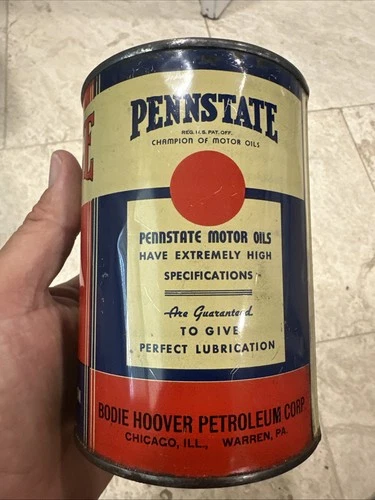 PENNSTATE
REG. U.S. PAT. OFF.
CHAMPION OF MOTOR OILS
PENNSTATE MOTOR OILS
HAVE EXTREMELY HIGH
SPECIFICATIONS-
Are Guaranteed
TO GIVE
PERFECT LUBRICATION
BODIE HOOVER PETROLEUM CORP.
CHICAGO, ILL., WARREN, PA.